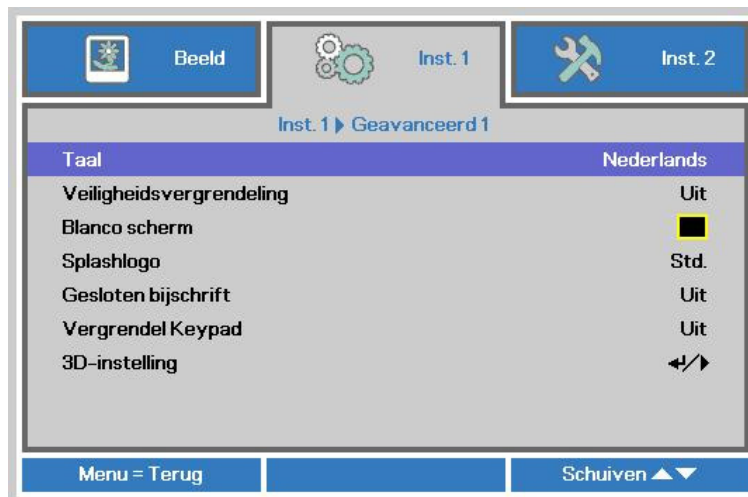 Beeld
Inst. 1
Inst. 2
Inst. 1 ▶ Geavanceerd 1
Taal Nederlands
Veiligheidsvergrendeling Uit
Blanco scherm
Splashlogo Std.
Gesloten bijschrift Uit
Vergrendel Keypad Uit
3D-instelling ↵/▶
Menu = Terug
Schuiven ▲▼